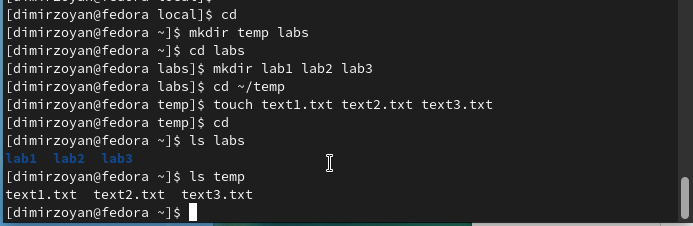 [dimirzoyan@fedora local]$ cd
[dimirzoyan@fedora ~]$ mkdir temp labs
[dimirzoyan@fedora ~]$ cd labs
[dimirzoyan@fedora labs]$ mkdir lab1 lab2 lab3
[dimirzoyan@fedora labs]$ cd ~/temp
[dimirzoyan@fedora temp]$ touch text1.txt text2.txt text3.txt
[dimirzoyan@fedora temp]$ cd
[dimirzoyan@fedora ~]$ ls labs
lab1  lab2  lab3
[dimirzoyan@fedora ~]$ ls temp
text1.txt  text2.txt  text3.txt
[dimirzoyan@fedora ~]$